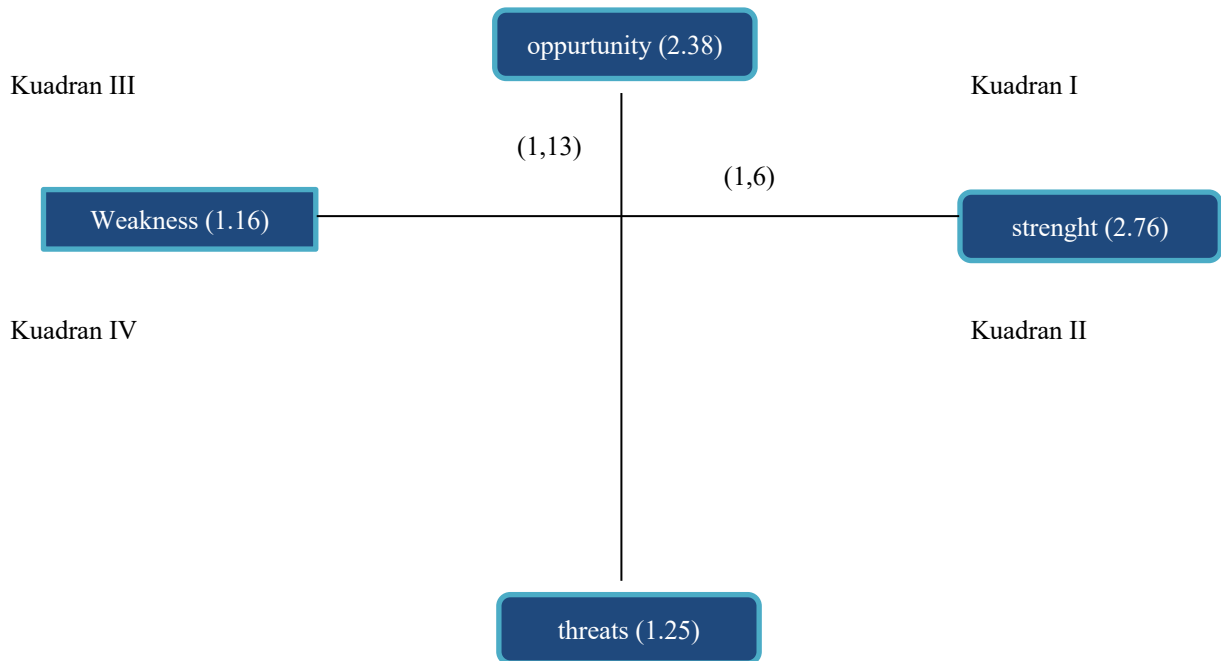 oppurtunity (2.38)
Kuadran III
Kuadran I
(1,13)
(1,6)
Weakness (1.16)
strenght (2.76)
Kuadran IV
Kuadran II
threats (1.25)